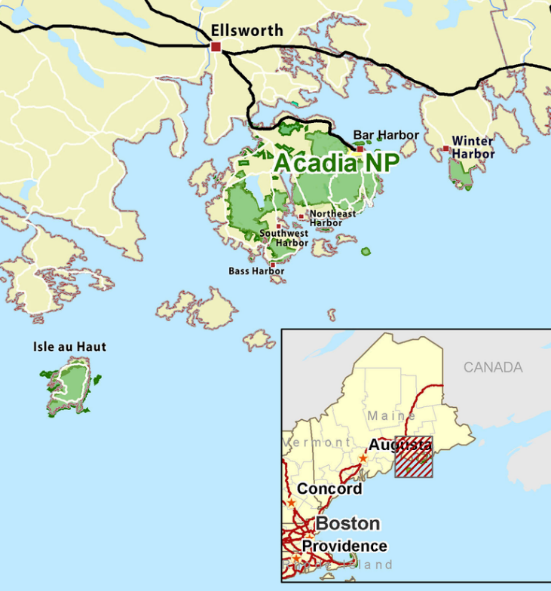 Ellsworth
Bar Harbor
Acadia NP
Winter
Harbor
Northeast
Harbor
Southwest
Harbor
Bass Harbor
Isle au Haut
CANADA
Maine
Vermont
Augusta
Concord
Boston
Providence
Island